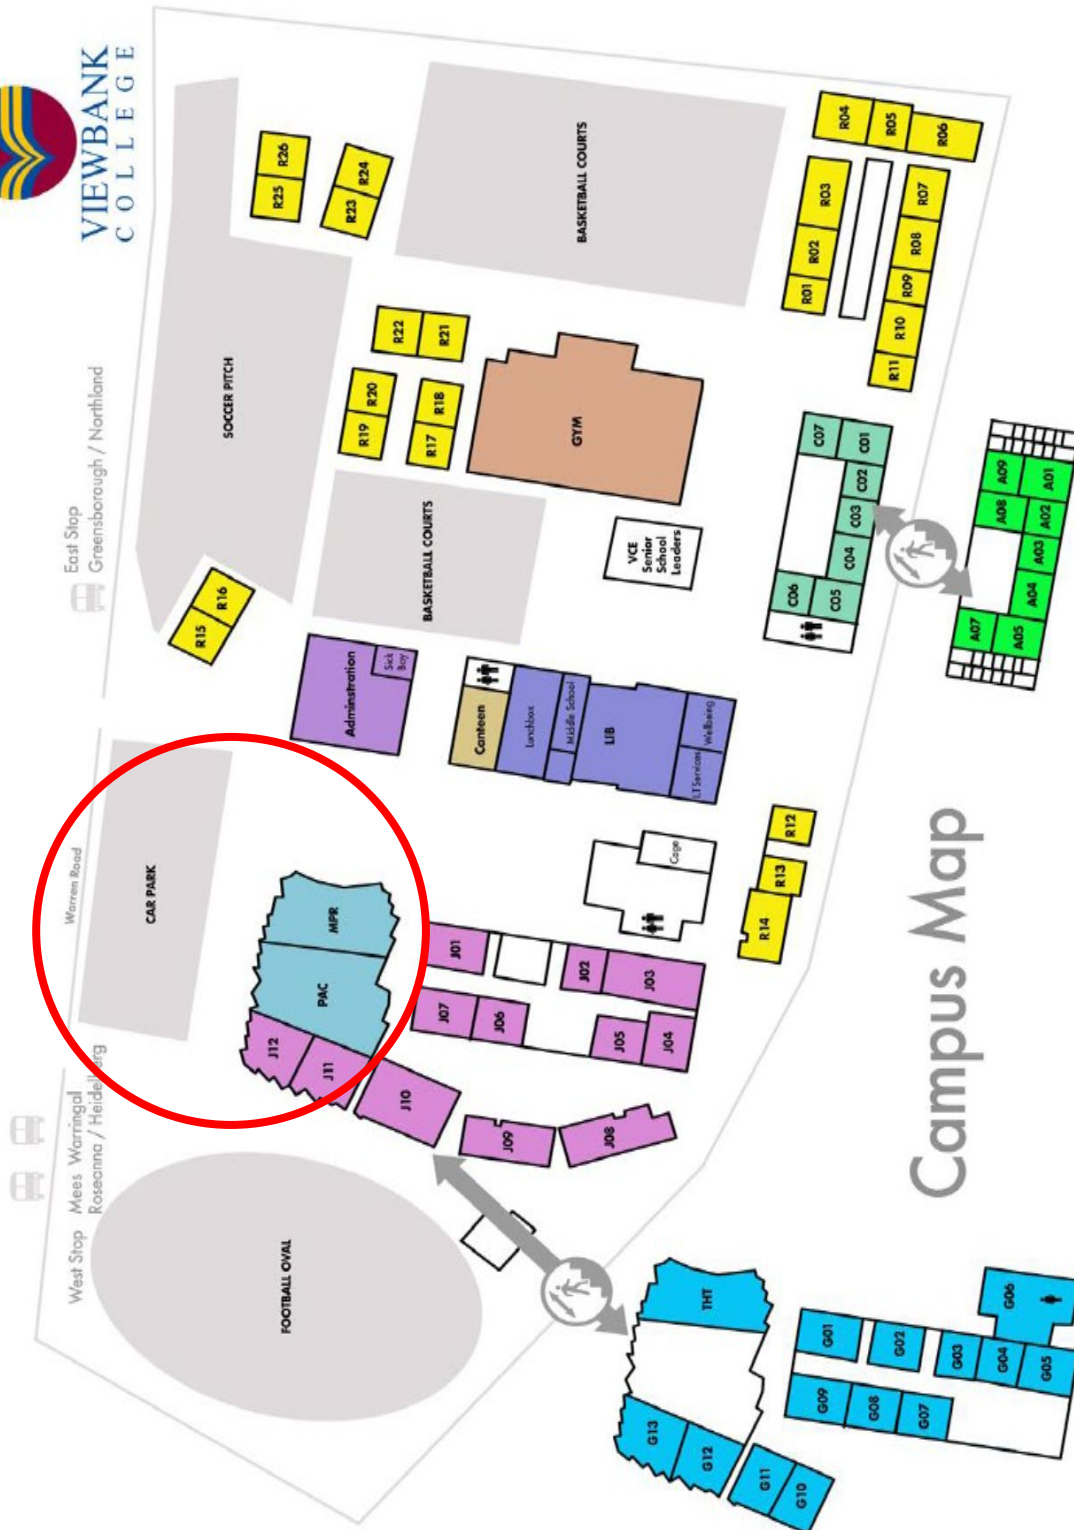 VIEWBANK
COLLEGE
East Stop
Greensborough / Northland
Warren Road
West Stop Mees Warringal
Roseanna / Heidelberg
SOCCER PITCH
R26
R25
R24
R23
BASKETBALL COURTS
R04
R05
R06
R03
R02
R01
R07
R08
R09
R10
R11
R22
R21
R20
R19
R18
R17
GYM
R16
R15
BASKETBALL COURTS
VCE
Senior
School
Leaders
C07
C01
C02
C03
C04
C06
C05
A09
A01
A08
A02
A03
A04
A07
A05
Adminstration
Sick
Bay
Canteen
Lunchbox
Middle School
LIB
I.T Services
Wellbeing
CAR PARK
MPR
PAC
J12
J11
J10
J09
J08
J01
J02
J03
J07
J06
J05
J04
Cage
R12
R13
R14
FOOTBALL OVAL
THT
G13
G12
G11
G10
G01
G02
G03
G04
G05
G06
G09
G08
G07
Campus Map